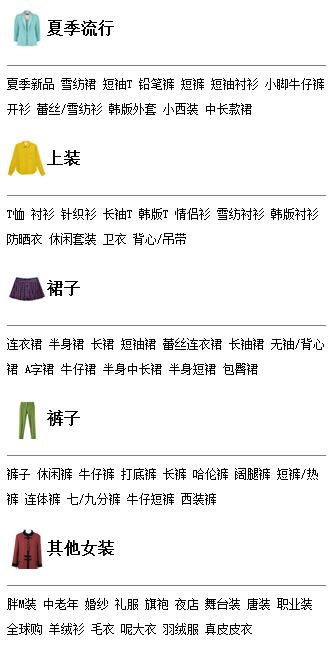 夏季流行
夏季新品 雪纺裙 短袖T 铅笔裤 短裤 短袖衬衫 小脚牛仔裤
开衫 蕾丝/雪纺衫 韩版外套 小西装 中长款裙
上装
T恤 衬衫 针织衫 长袖T 韩版T 情侣衫 雪纺衬衫 韩版衬衫
防晒衣 休闲套装 卫衣 背心/吊带
裙子
连衣裙 半身裙 长裙 短袖裙 蕾丝连衣裙 长袖裙 无袖/背心
裙 A字裙 牛仔裙 半身中长裙 半身短裙 包臀裙
裤子
裤子 休闲裤 牛仔裤 打底裤 长裤 哈伦裤 阔腿裤 短裤/热
裤 连体裤 七/九分裤 牛仔短裤 西装裤
其他女装
胖M装 中老年 婚纱 礼服 旗袍 夜店 舞台装 唐装 职业装
全球购 羊绒衫 毛衣 呢大衣 羽绒服 真皮皮衣